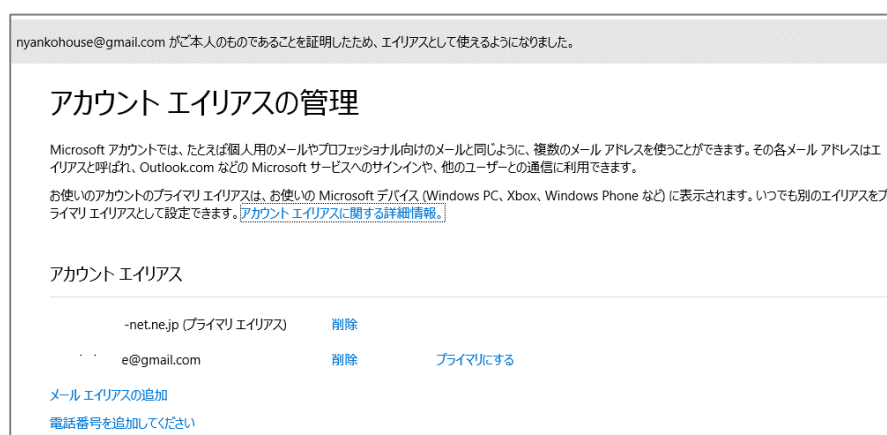 nyankohouse@gmail.com がご本人のものであることを証明したため、エイリアスとして使えるようになりました。
アカウント エイリアスの管理
Microsoft アカウントでは、たとえば個人用のメールやプロフェッショナル向けのメールと同じように、複数のメール アドレスを使うことができます。その各メール アドレスはエ
イリアスと呼ばれ、Outlook.com などの Microsoft サービスへのサインインや、他のユーザーとの通信に利用できます。
お使いのアカウントのプライマリ エイリアスは、お使いの Microsoft デバイス (Windows PC、Xbox、Windows Phone など) に表示されます。いつでも別のエイリアスをプ
ライマリ エイリアスとして設定できます。アカウント エイリアスに関する詳細情報。
アカウント エイリアス
-net.ne.jp (プライマリ エイリアス) 削除
e@gmail.com 削除 プライマリにする
メール エイリアスの追加
電話番号を追加してください